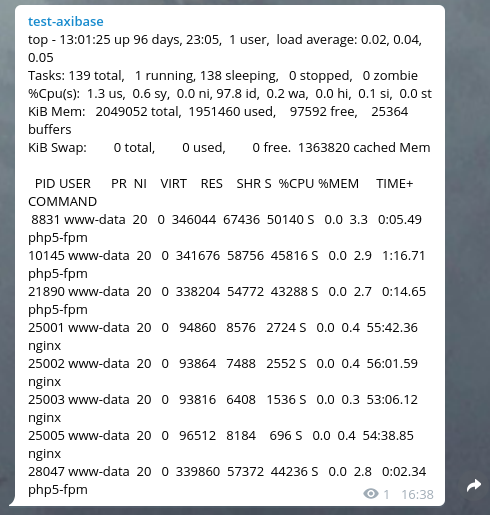 test-axibase
top - 13:01:25 up 96 days, 23:05,  1 user,  load average: 0.02, 0.04,
0.05
Tasks: 139 total,   1 running, 138 sleeping,   0 stopped,   0 zombie
%Cpu(s):  1.3 us,  0.6 sy,  0.0 ni, 97.8 id,  0.2 wa,  0.0 hi,  0.1 si,  0.0 st
KiB Mem:   2049052 total,  1951460 used,    97592 free,    25364
buffers
KiB Swap:        0 total,        0 used,        0 free.  1363820 cached Mem
PID USER      PR  NI    VIRT    RES    SHR S  %CPU %MEM     TIME+
COMMAND
8831 www-data  20   0  346044  67436  50140 S   0.0  3.3   0:05.49
php5-fpm
10145 www-data  20   0  341676  58756  45816 S   0.0  2.9   1:16.71
php5-fpm
21890 www-data  20   0  338204  54772  43288 S   0.0  2.7   0:14.65
php5-fpm
25001 www-data  20   0   94860   8576   2724 S   0.0  0.4  55:42.36
nginx
25002 www-data  20   0   93864   7488   2552 S   0.0  0.4  56:01.59
nginx
25003 www-data  20   0   93816   6408   1536 S   0.0  0.3  53:06.12
nginx
25005 www-data  20   0   96512   8184    696 S   0.0  0.4  54:38.85
nginx
28047 www-data  20   0  339860  57372  44236 S   0.0  2.8   0:02.34
php5-fpm
1 16:38